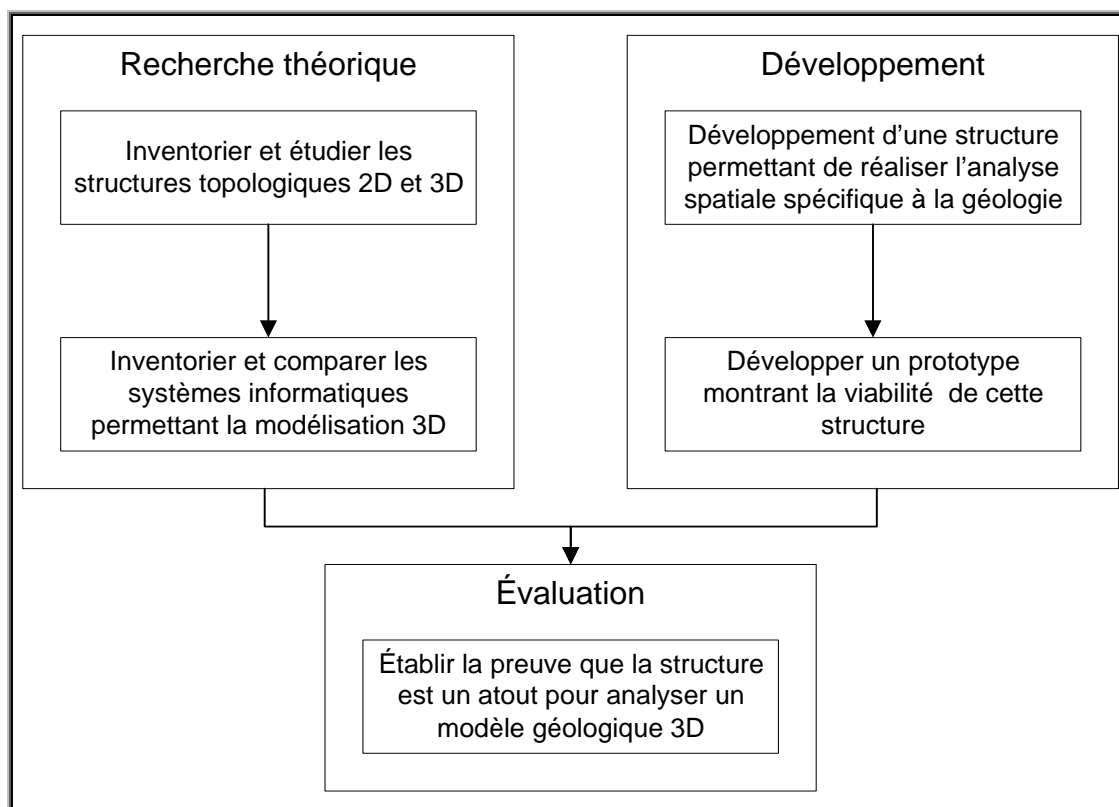 Recherche théorique
Inventorier et étudier les
structures topologiques 2D et 3D
Inventorier et comparer les
systèmes informatiques
permettant la modélisation 3D
Développement
Développement d’une structure
permettant de réaliser l’analyse
spatiale spécifique à la géologie
Développer un prototype
montrant la viabilité de cette
structure
Évaluation
Établir la preuve que la structure
est un atout pour analyser un
modèle géologique 3D